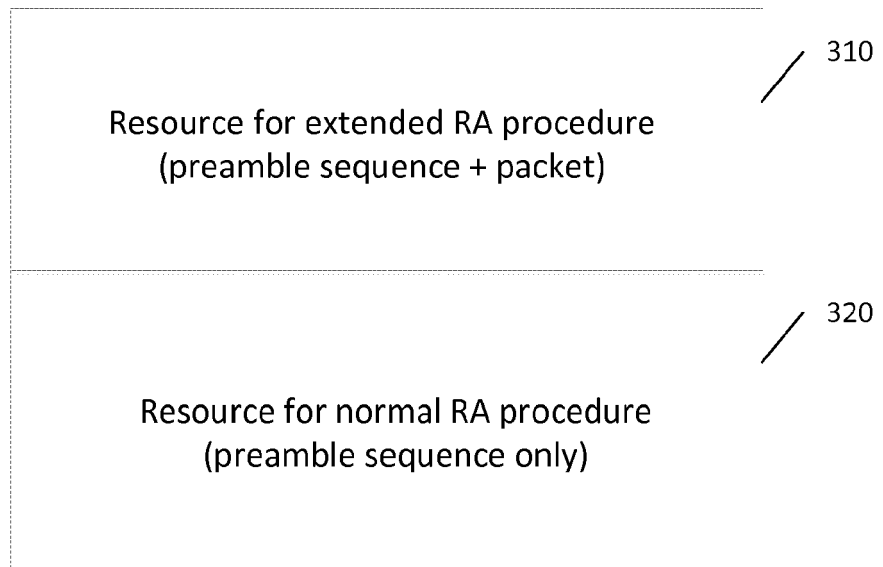 310
Resource for extended RA procedure
(preamble sequence + packet)
320
Resource for normal RA procedure
(preamble sequence only)